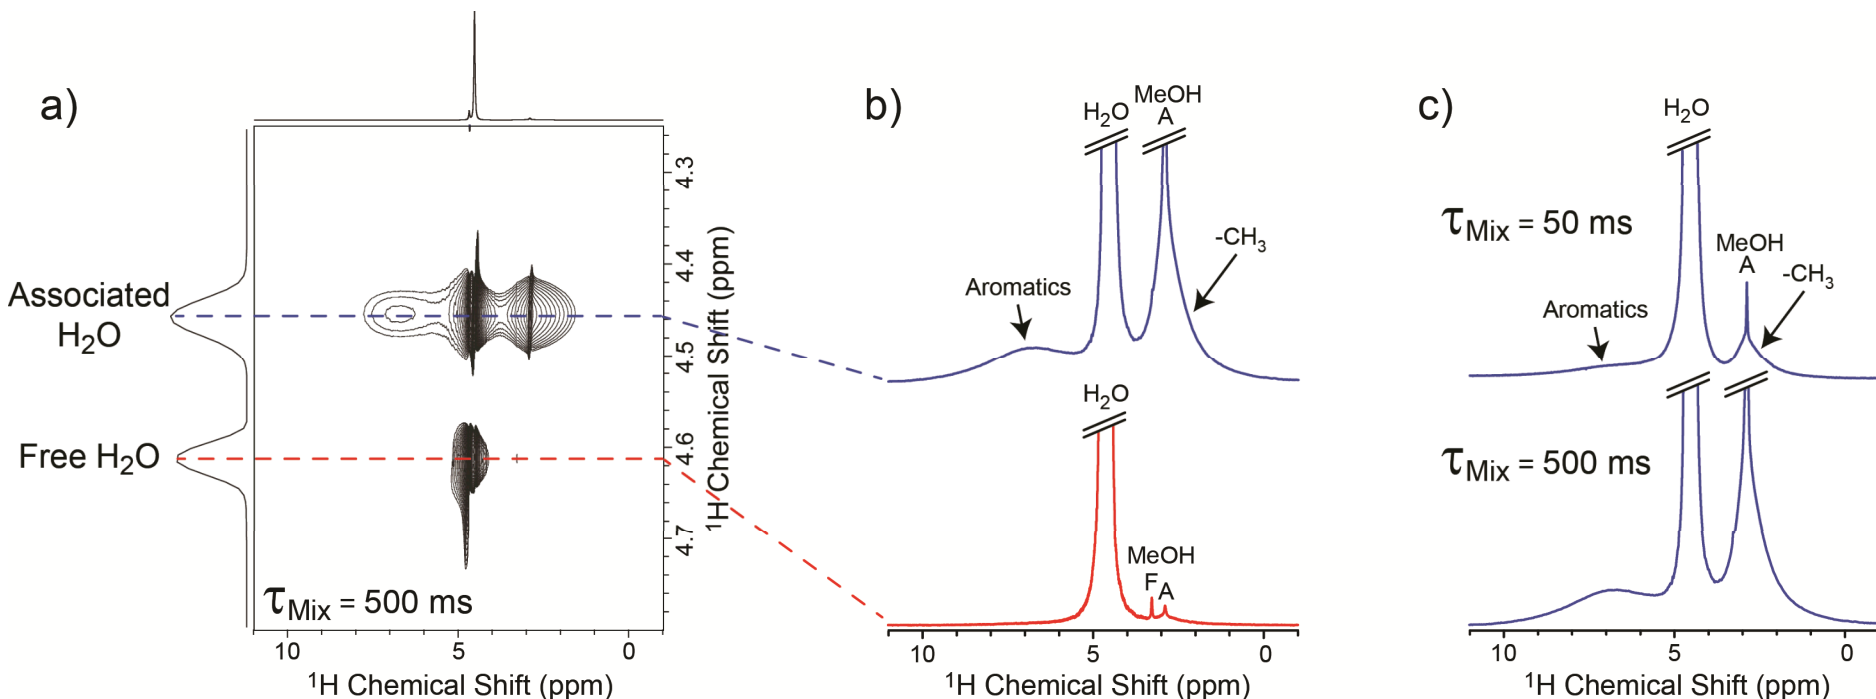 a)
4.3
4.4
4.5
4.6
4.7
¹H Chemical Shift (ppm)
Associated
H₂O
Free H₂O
τMix = 500 ms
10
5
0
¹H Chemical Shift (ppm)
b)
H₂O
MeOH
A
-CH₃
Aromatics
H₂O
MeOH
F A
10
5
0
¹H Chemical Shift (ppm)
c)
H₂O
τMix = 50 ms
MeOH
A
-CH₃
Aromatics
τMix = 500 ms
10
5
0
¹H Chemical Shift (ppm)